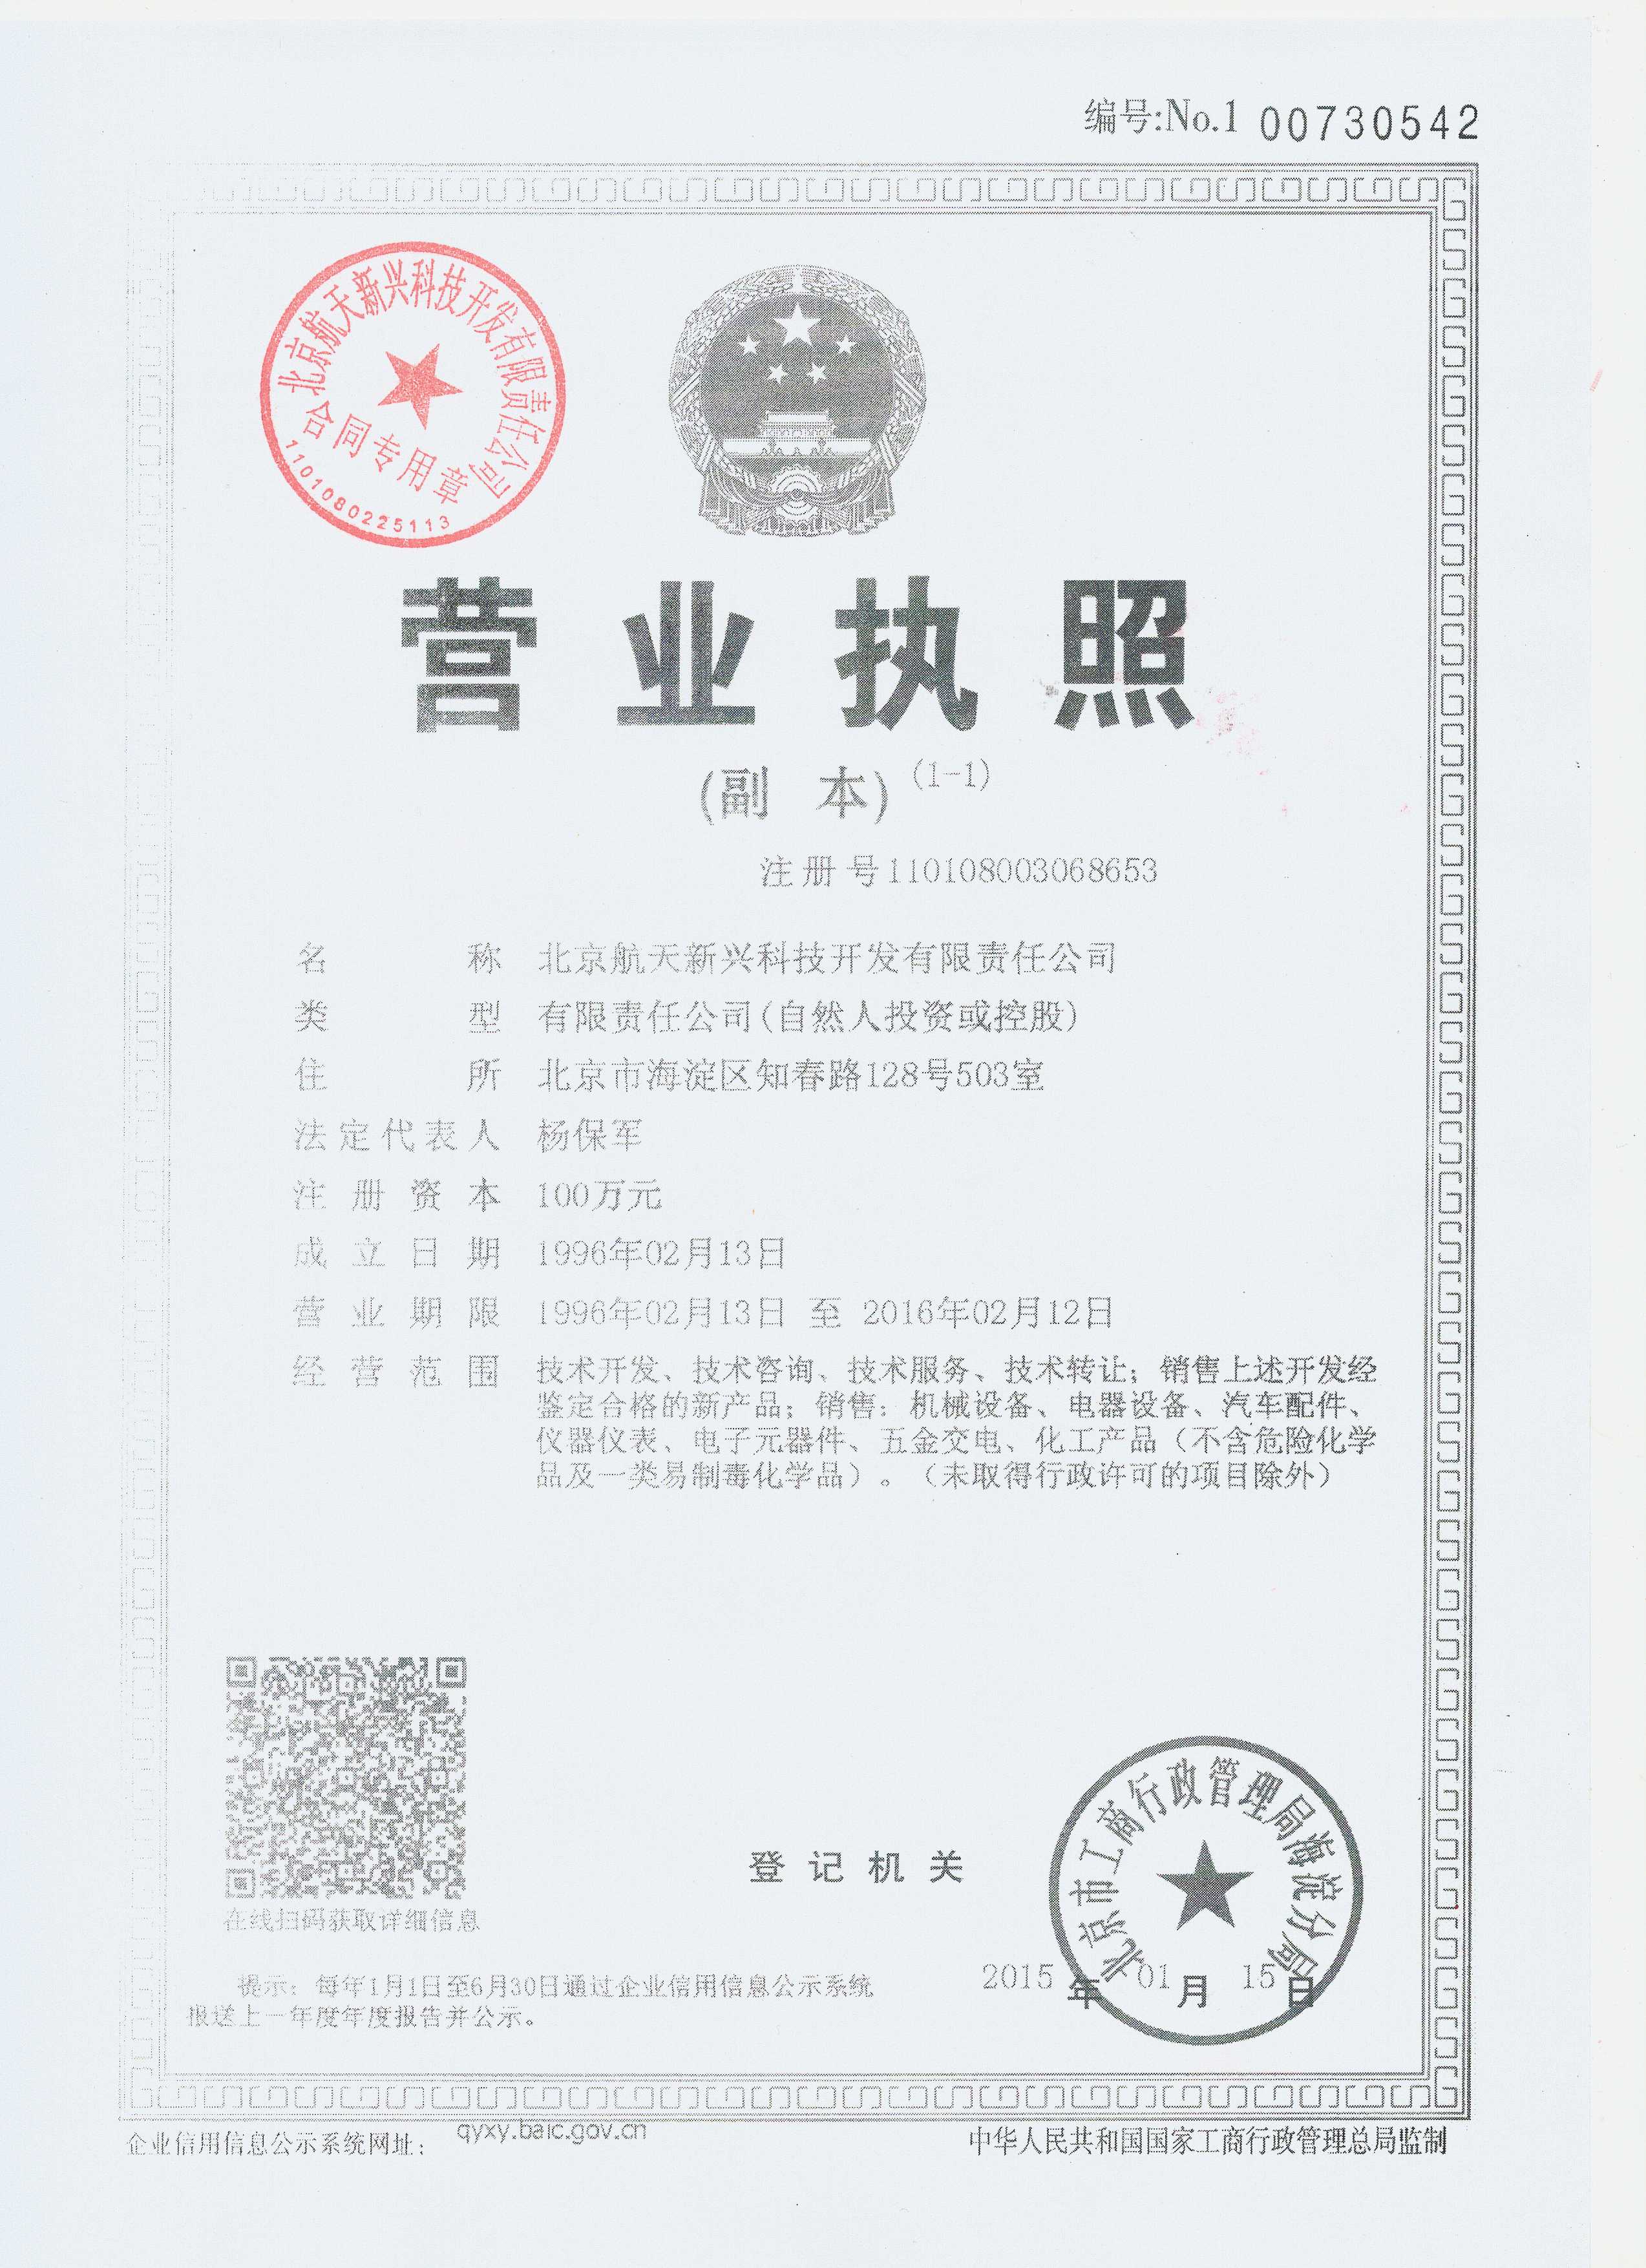 编号:No.1 00730542
北京航天新兴科技开发有限责任公司
合同专用章
1101080225113
营业执照
(副 本) (1-1)
注册号110108003068653
名 称 北京航天新兴科技开发有限责任公司
类 型 有限责任公司(自然人投资或控股)
住 所 北京市海淀区知春路128号503室
法定代表人 杨保军
注册资本 100万元
成立日期 1996年02月13日
营业期限 1996年02月13日 至 2016年02月12日
经营范围 技术开发、技术咨询、技术服务、技术转让；销售上述开发经
鉴定合格的新产品；销售：机械设备、电器设备、汽车配件、
仪器仪表、电子元器件、五金交电、化工产品（不含危险化学
品及一类易制毒化学品）。（未取得行政许可的项目除外）
在线扫码获取详细信息
登记机关
北京市工商行政管理局海淀分局
2015年01月15日
提示：每年1月1日至6月30日通过企业信用信息公示系统
报送上一年度年度报告并公示。
企业信用信息公示系统网址： qyxy.baic.gov.cn
中华人民共和国国家工商行政管理总局监制